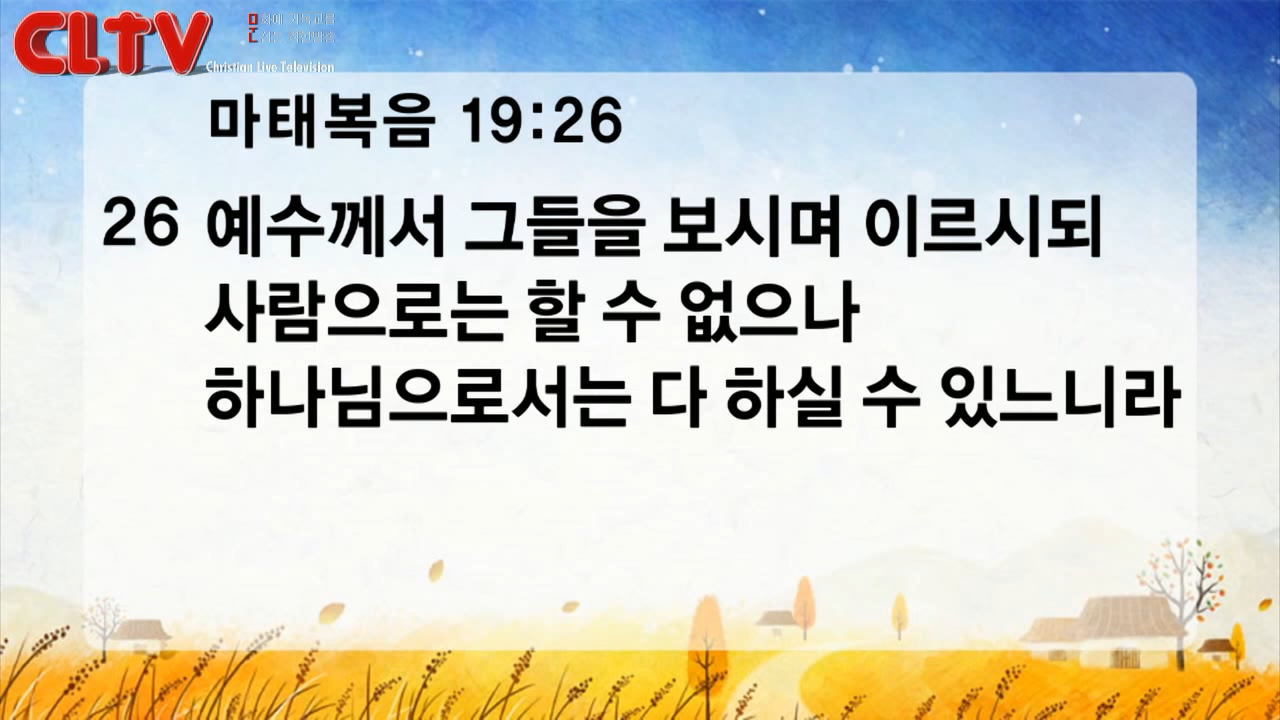 CLTV
Christian Live Television
마태복음 19:26
26 예수께서 그들을 보시며 이르시되
사람으로는 할 수 없으나
하나님으로서는 다 하실 수 있느니라